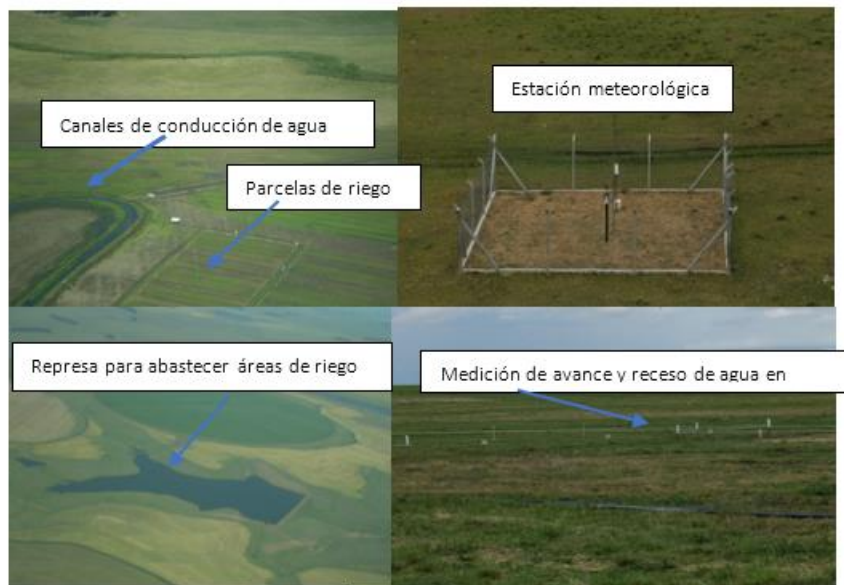 Canales de conducción de agua
Estación meteorológica
Parcelas de riego
Represa para abastecer áreas de riego
Medición de avance y receso de agua en